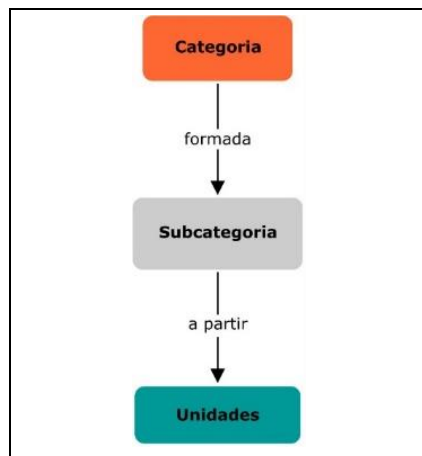 Categoria
formada
Subcategoria
a partir
Unidades